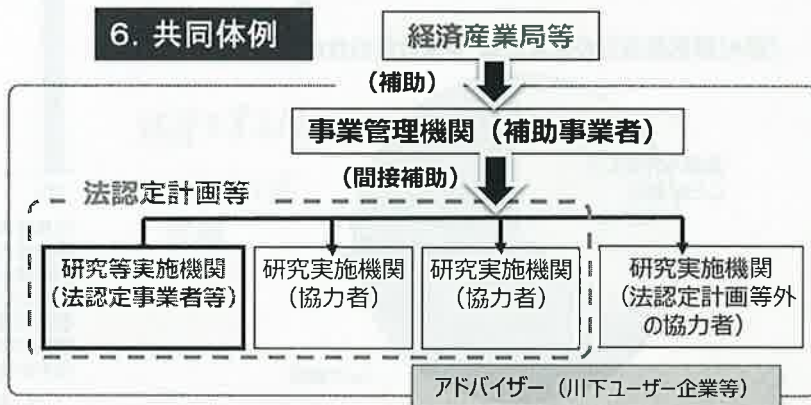 6. 共同体例
経済産業局等
(補助)
事業管理機関（補助事業者）
(間接補助)
法認定計画等
研究等実施機関
（法認定事業者等）
研究実施機関
（協力者）
研究実施機関
（協力者）
研究実施機関
（法認定計画等外
の協力者）
アドバイザー（川下ユーザー企業等）